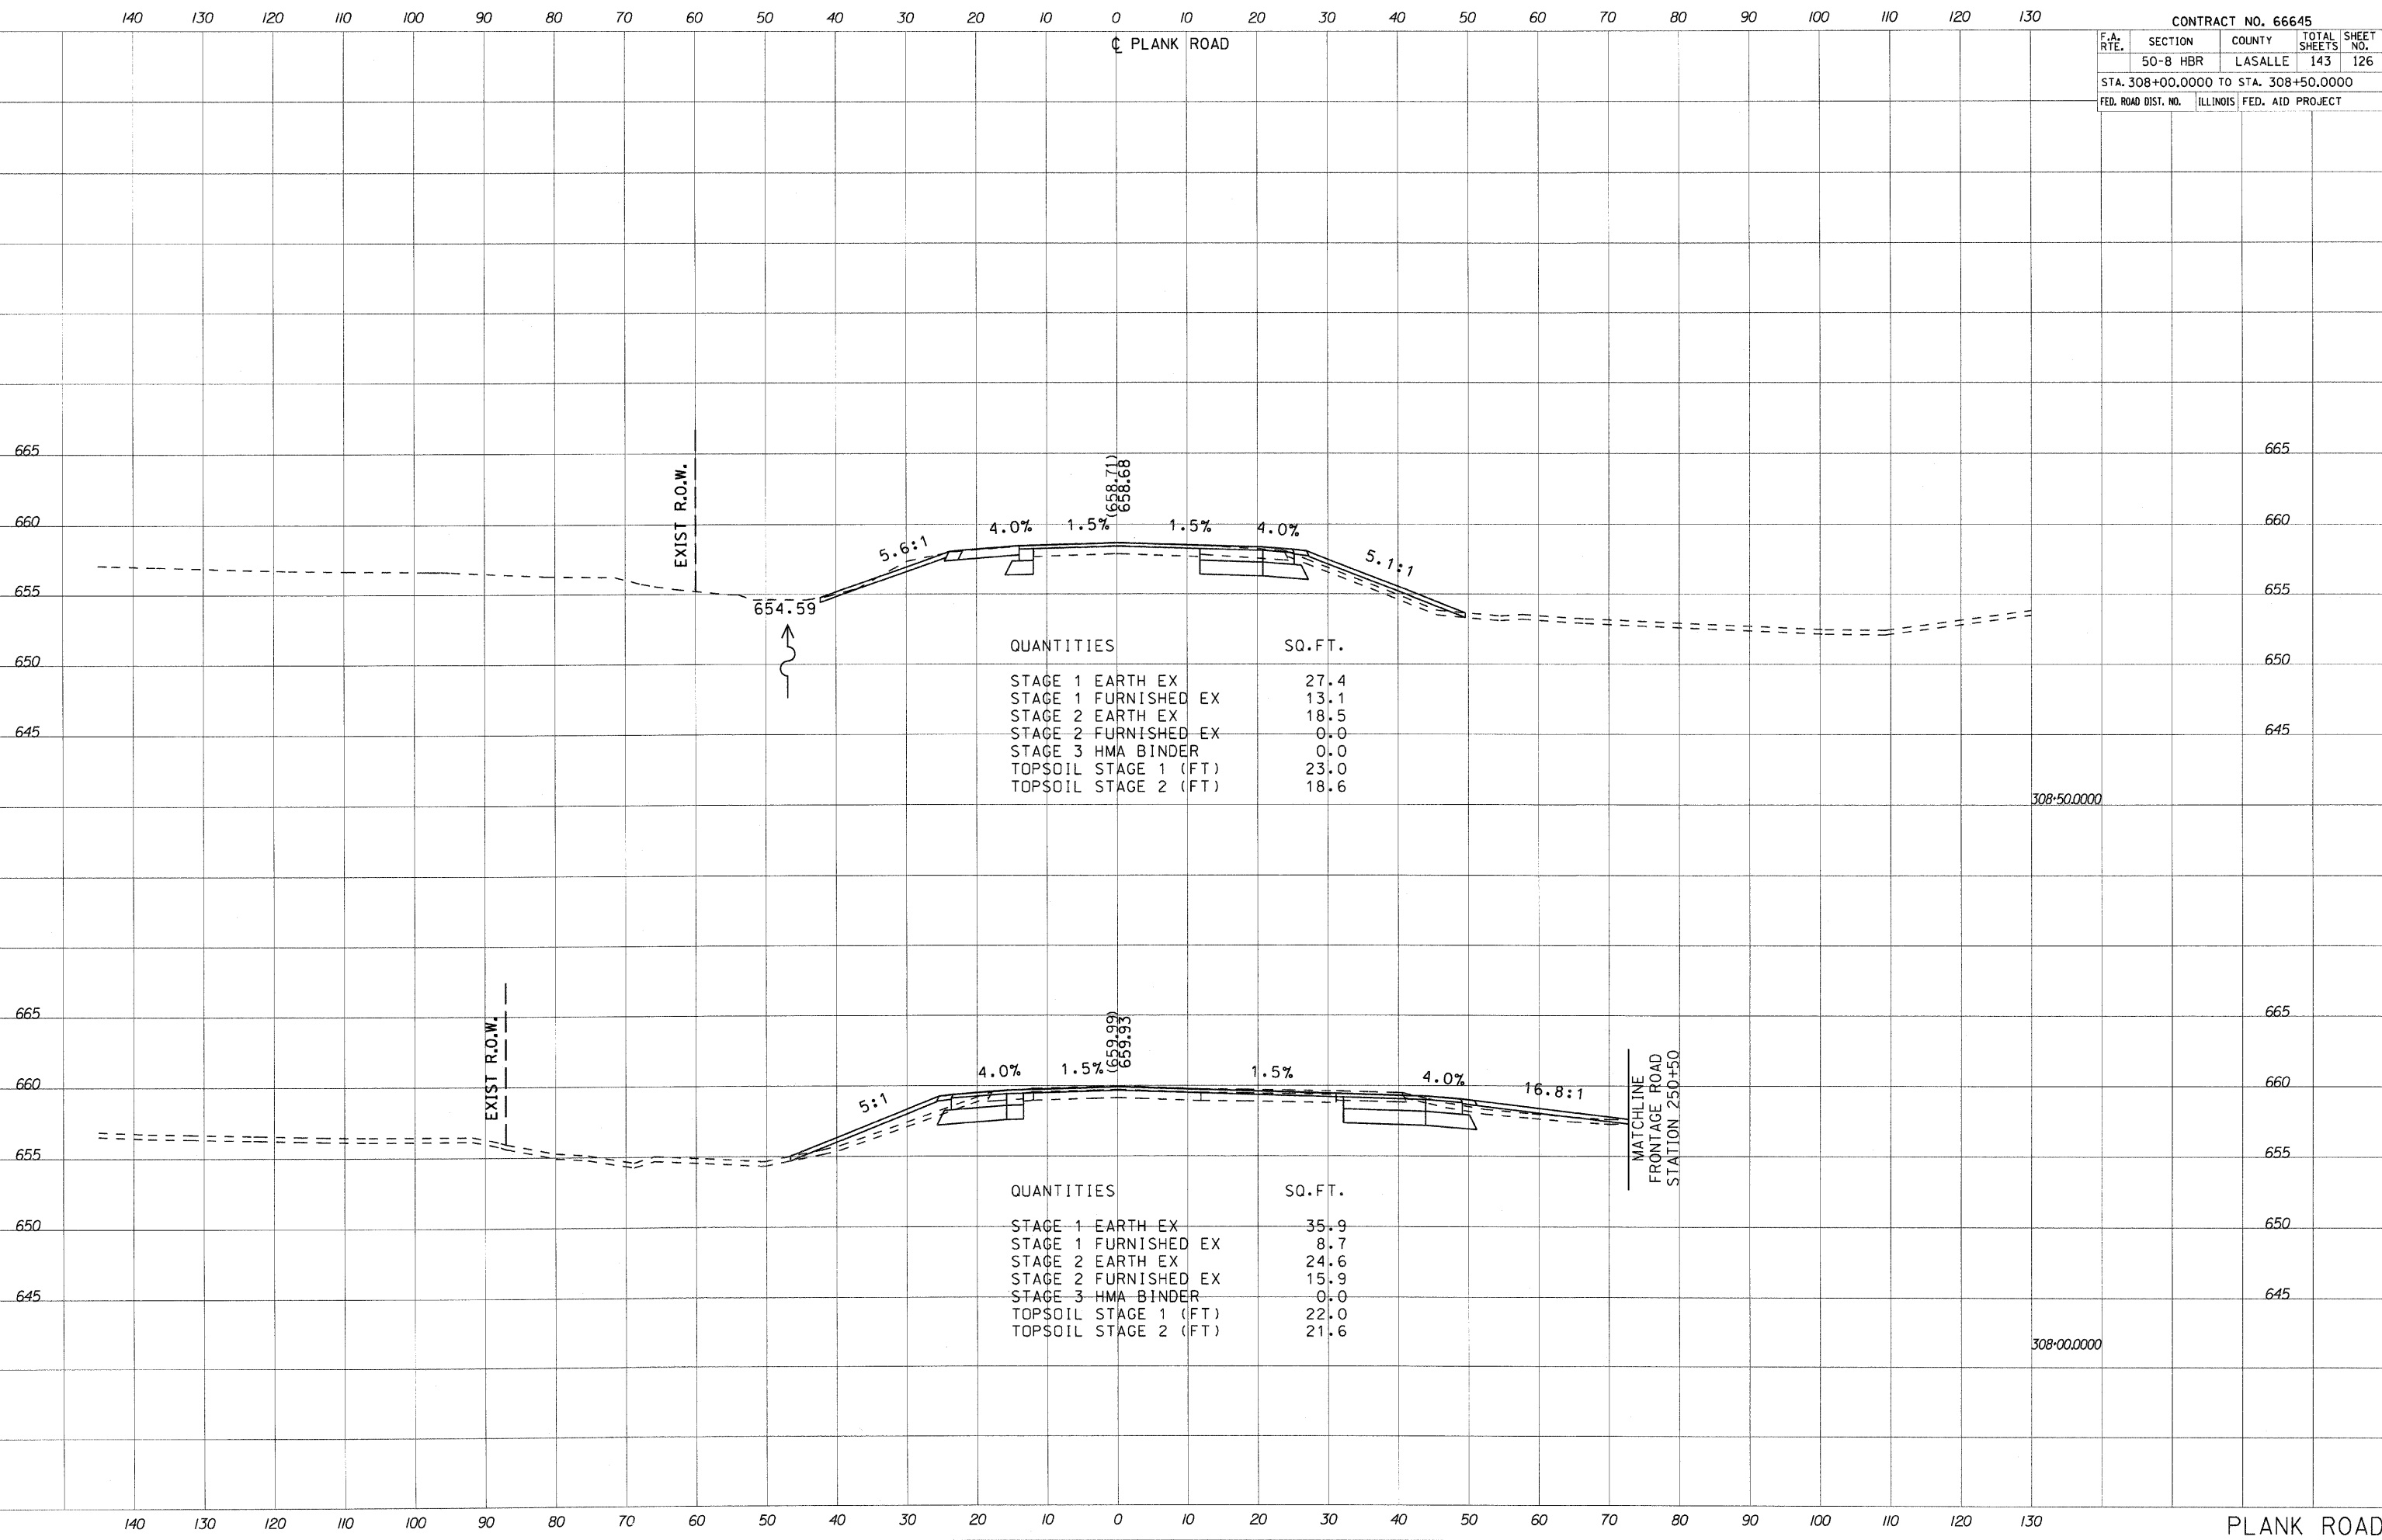 140 130 120 110 100 90 80 70 60 50 40 30 20 10 0 10 20 30 40 50 60 70 80 90 100 110 120 130
CONTRACT NO. 66645
F.A. RTE. SECTION COUNTY TOTAL SHEETS SHEET NO.
50-8 HBR LASALLE 143 126
STA. 308+00.0000 TO STA. 308+50.0000
FED. ROAD DIST. NO. ILLINOIS FED. AID PROJECT
℄ PLANK ROAD
665 665
EXIST R.O.W.
(658.71)
658.68
660 660
5.6:1 4.0% 1.5% 1.5% 4.0% 5.1:1
655 655
654.59
650 650
645 645
QUANTITIES SQ.FT.
STAGE 1 EARTH EX 27.4
STAGE 1 FURNISHED EX 13.1
STAGE 2 EARTH EX 18.5
STAGE 2 FURNISHED EX 0.0
STAGE 3 HMA BINDER 0.0
TOPSOIL STAGE 1 (FT) 23.0
TOPSOIL STAGE 2 (FT) 18.6
308+50.0000
665 665
EXIST R.O.W.
(659.99)
659.93
660 660
5:1 4.0% 1.5% 1.5% 4.0% 16.8:1
MATCHLINE
FRONTAGE ROAD
STATION 250+50
655 655
650 650
645 645
QUANTITIES SQ.FT.
STAGE 1 EARTH EX 35.9
STAGE 1 FURNISHED EX 8.7
STAGE 2 EARTH EX 24.6
STAGE 2 FURNISHED EX 15.9
STAGE 3 HMA BINDER 0.0
TOPSOIL STAGE 1 (FT) 22.0
TOPSOIL STAGE 2 (FT) 21.6
308+00.0000
140 130 120 110 100 90 80 70 60 50 40 30 20 10 0 10 20 30 40 50 60 70 80 90 100 110 120 130
PLANK ROAD